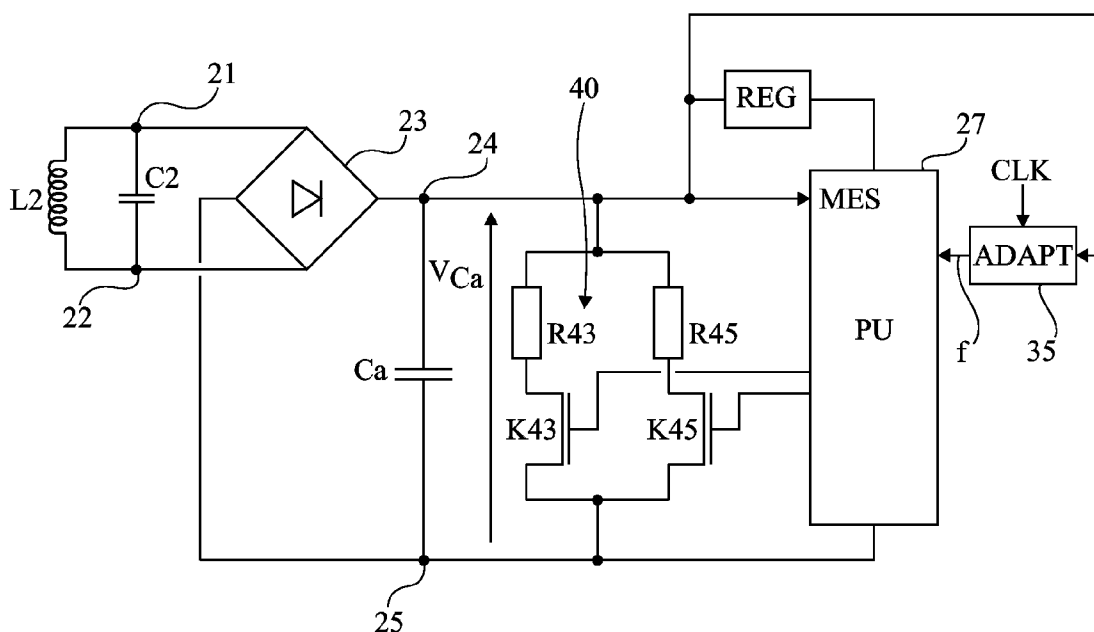 21
40
REG
23
24
27
C2
CLK
L2
MES
ADAPT
VCa
22
R43
R45
PU
f
35
Ca
K43
K45
25